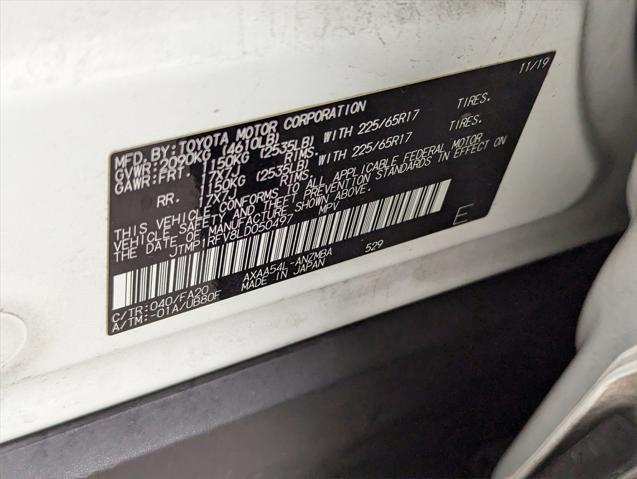 11/19
MFD.BY:TOYOTA MOTOR CORPORATION
GVWR:2090KG (4610LB)
GAWR:FRT. 1150KG (2535LB) WITH 225/65R17 TIRES,
17X7J RIMS,
RR. 1150KG (2535LB) WITH 225/65R17 TIRES,
17X7J RIMS,
THIS VEHICLE CONFORMS TO ALL APPLICABLE FEDERAL MOTOR
VEHICLE SAFETY AND THEFT PREVENTION STANDARDS IN EFFECT ON
THE DATE OF MANUFACTURE SHOWN ABOVE.
JTMP1RFV8LD050457 MPV
E
C/TR:040/FA20 AXAA54L-ANZMBA 529
A/TM:-01A/UB80F MADE IN JAPAN